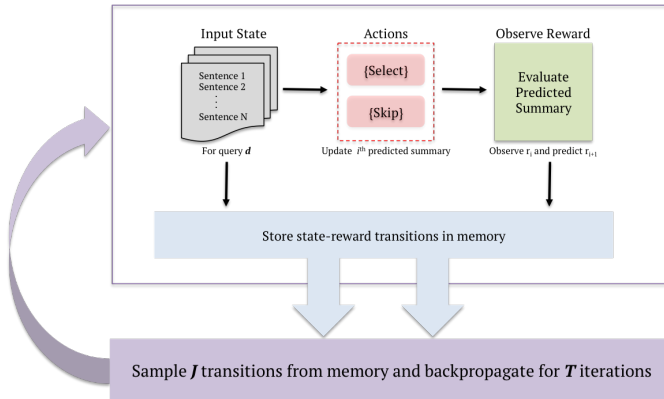 Input State
Actions
Observe Reward
Sentence 1
Sentence 2
Sentence N
{Select}
{Skip}
Evaluate
Predicted
Summary
For query d
Update iᵗʰ predicted summary
Observe rᵢ and predict rᵢ₊₁
Store state-reward transitions in memory
Sample J transitions from memory and backpropagate for T iterations